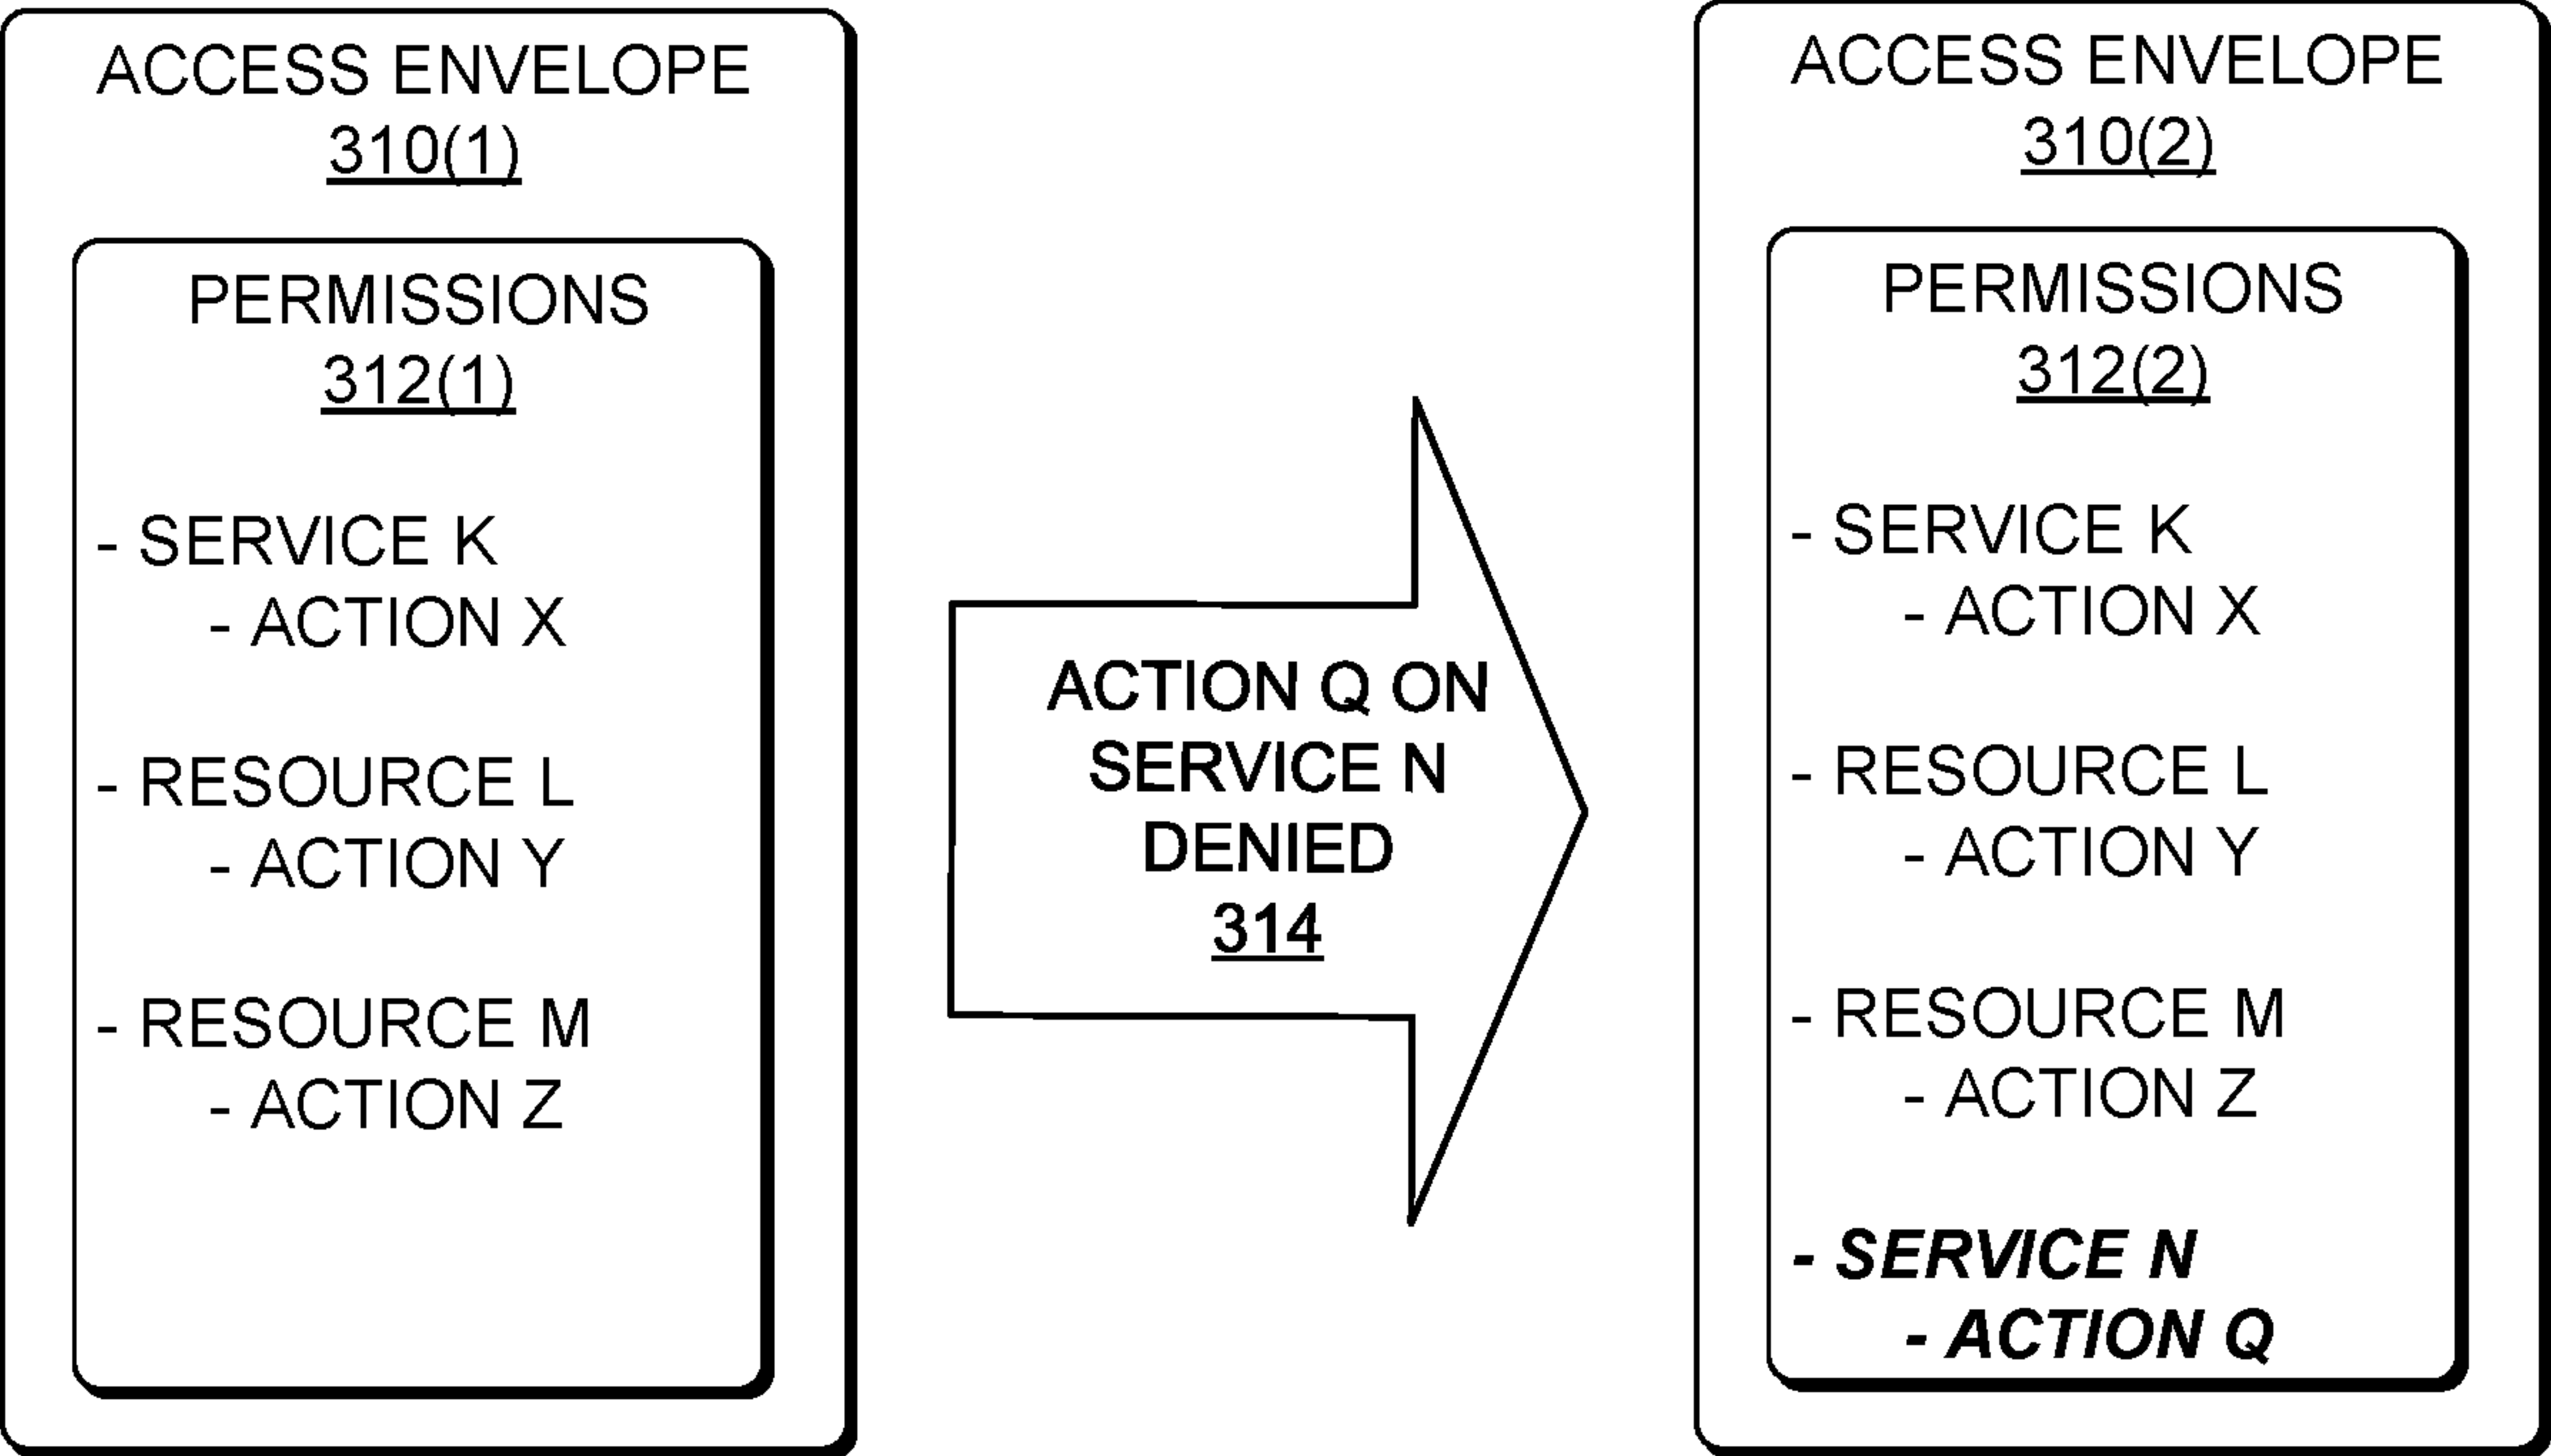 ACCESS ENVELOPE
310(1)
PERMISSIONS
312(1)
- SERVICE K
- ACTION X
- RESOURCE L
- ACTION Y
- RESOURCE M
- ACTION Z
ACTION Q ON
SERVICE N
DENIED
314
ACCESS ENVELOPE
310(2)
PERMISSIONS
312(2)
- SERVICE K
- ACTION X
- RESOURCE L
- ACTION Y
- RESOURCE M
- ACTION Z
- SERVICE N
- ACTION Q